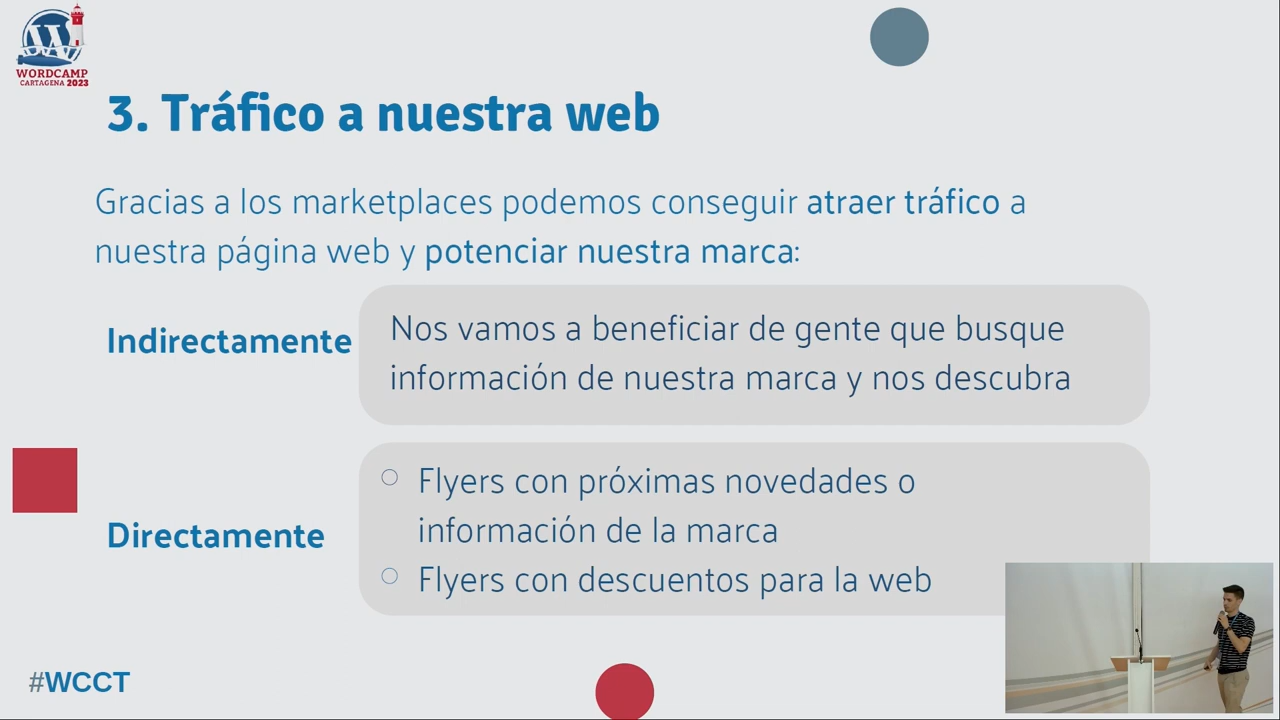 WORDCAMP
CARTAGENA 2023
3. Tráfico a nuestra web
Gracias a los marketplaces podemos conseguir atraer tráfico a
nuestra página web y potenciar nuestra marca:
Indirectamente
Nos vamos a beneficiar de gente que busque
información de nuestra marca y nos descubra
Directamente
○ Flyers con próximas novedades o
información de la marca
○ Flyers con descuentos para la web
#WCCT